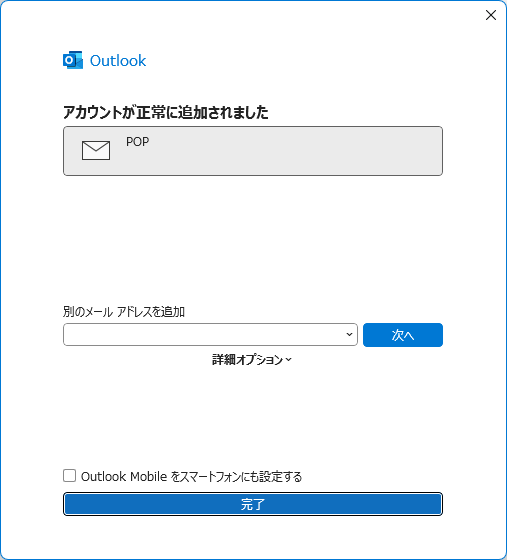 Outlook
アカウントが正常に追加されました
POP
別のメール アドレスを追加
次へ
詳細オプション
Outlook Mobile をスマートフォンにも設定する
完了